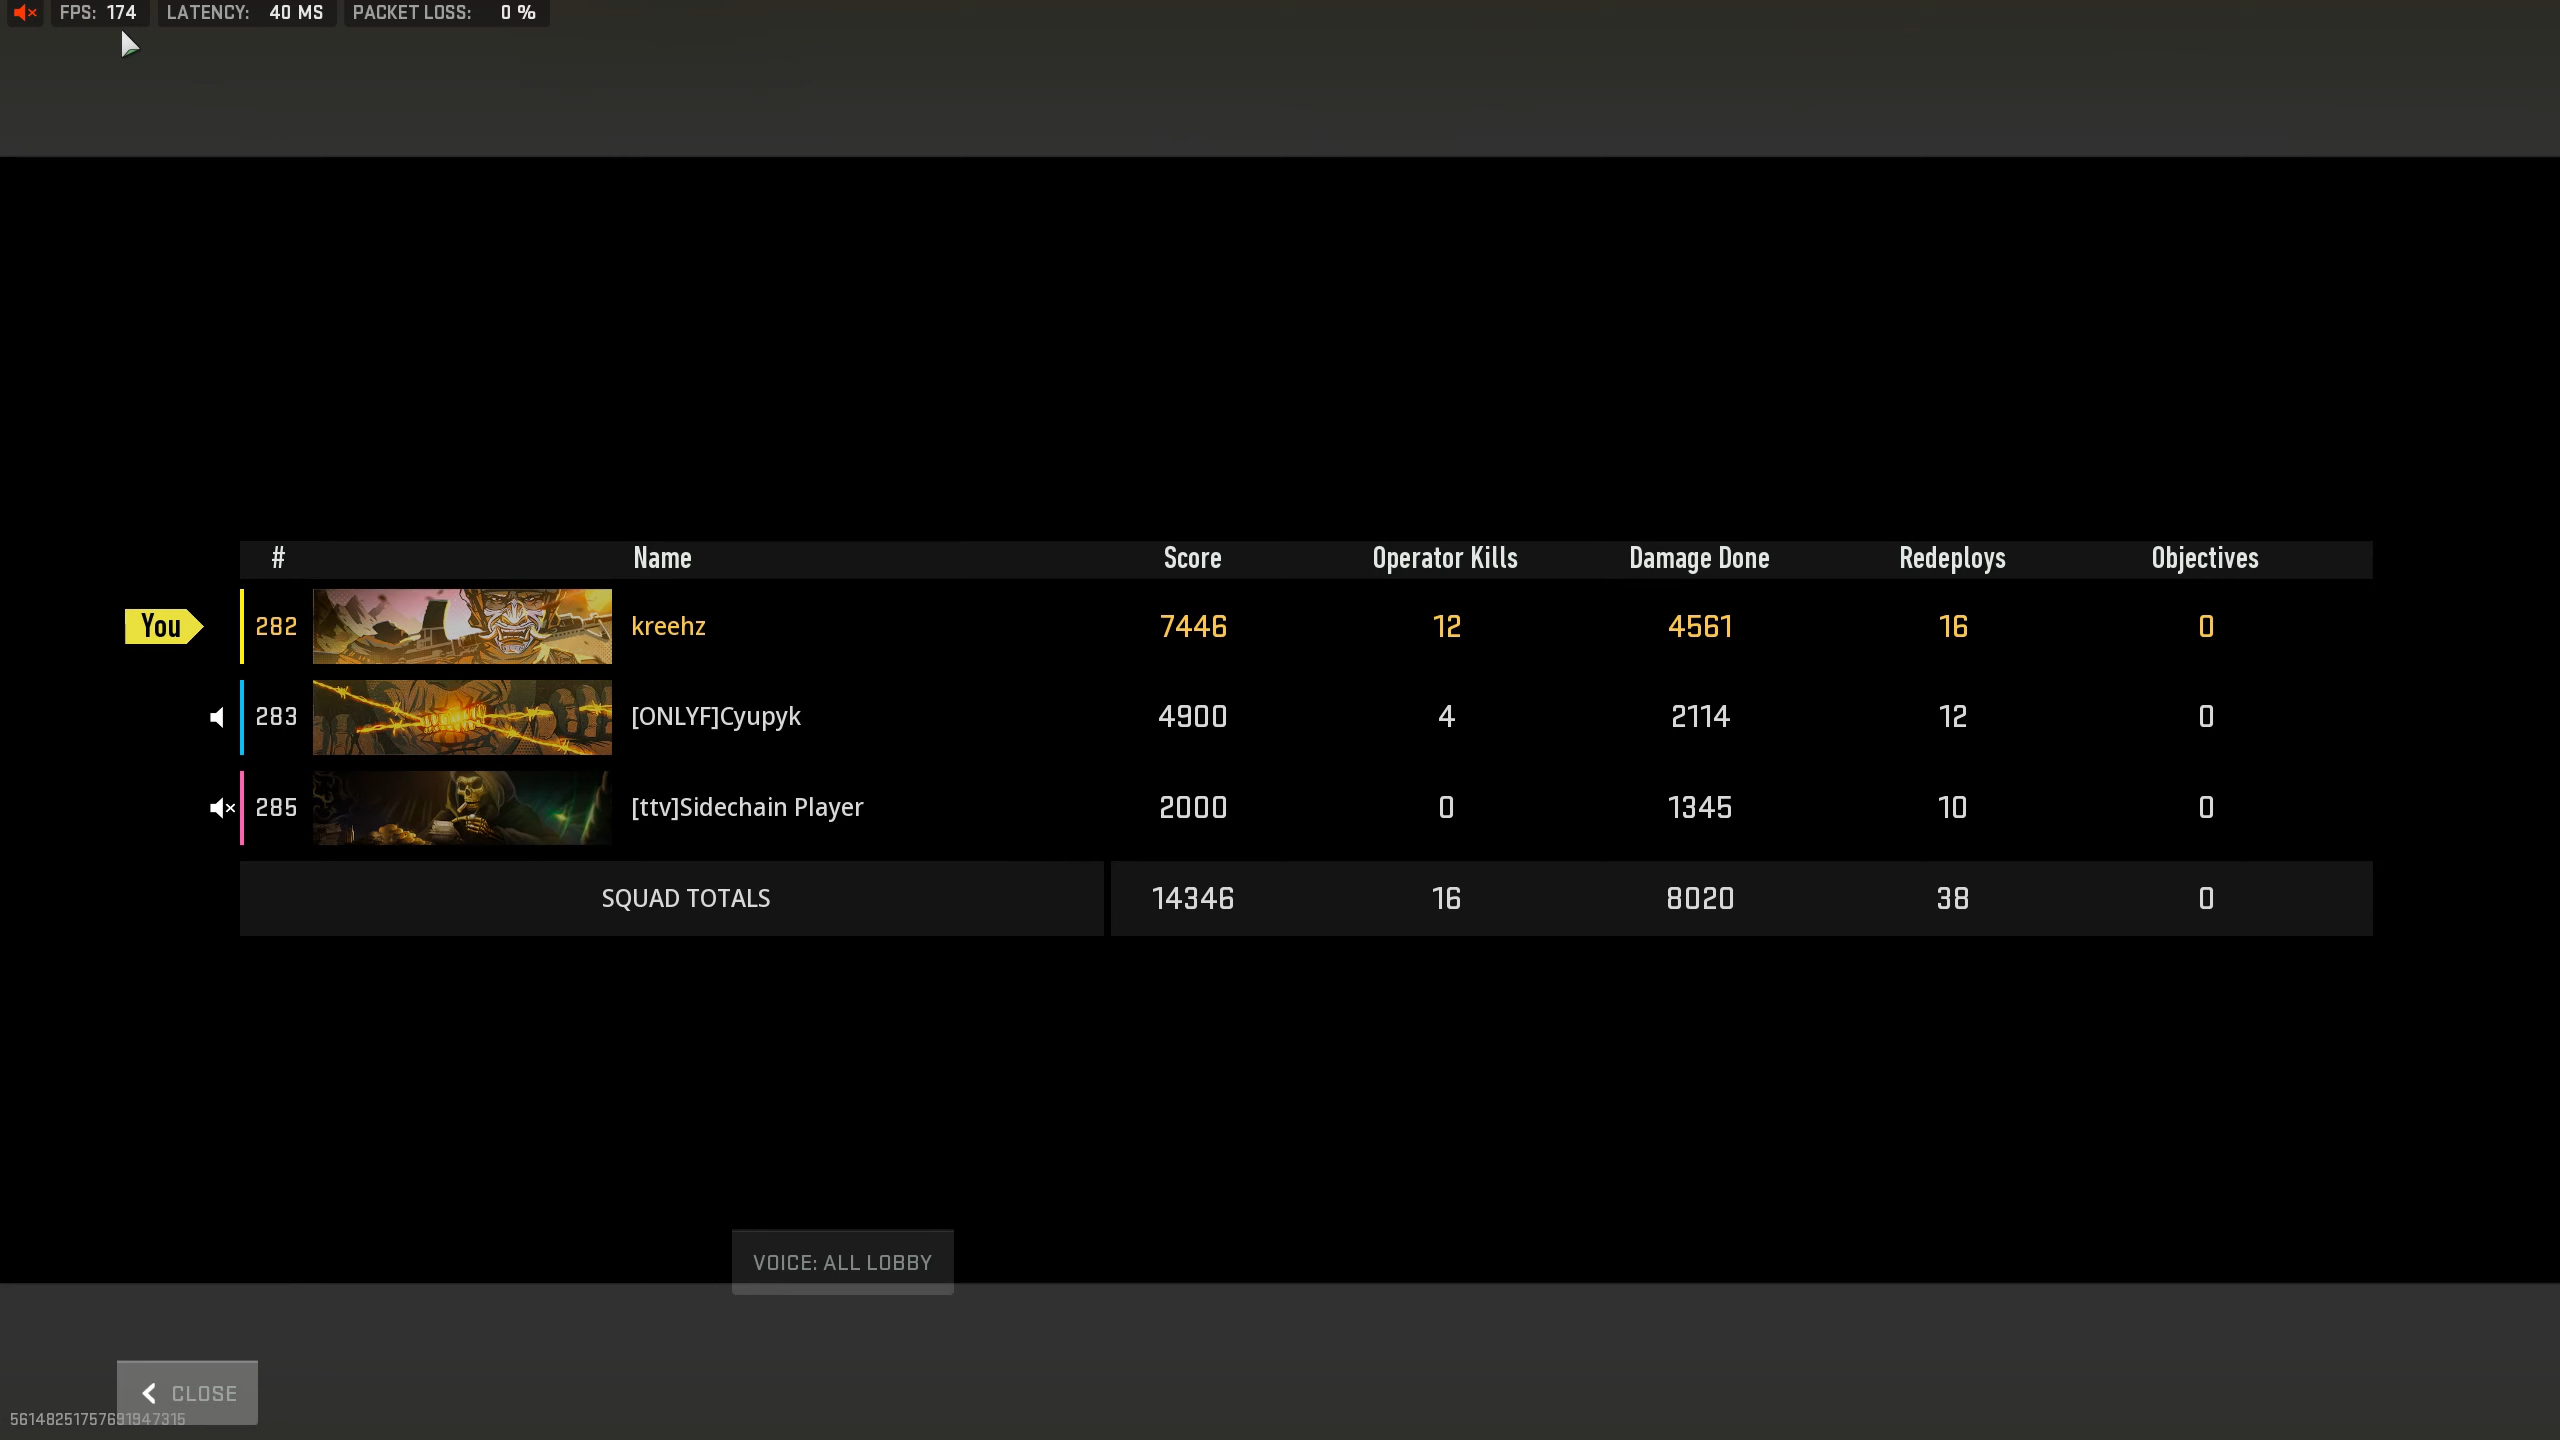 FPS: 174 LATENCY: 40 MS PACKET LOSS: 0 %
# Name Score Operator Kills Damage Done Redeploys Objectives
You 282 kreehz 7446 12 4561 16 0
283 [ONLYF]Cyupyk 4900 4 2114 12 0
285 [ttv]Sidechain Player 2000 0 1345 10 0
SQUAD TOTALS 14346 16 8020 38 0
VOICE: ALL LOBBY
CLOSE
56148251757691947315